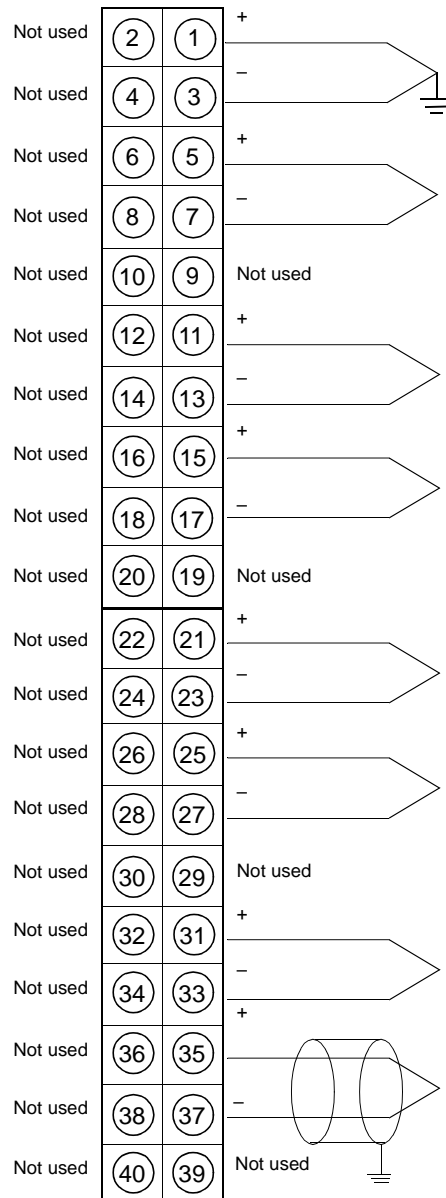 +
Not used 2 1
–
Not used 4 3
+
Not used 6 5
–
Not used 8 7
Not used 10 9 Not used
+
Not used 12 11
–
Not used 14 13
+
Not used 16 15
–
Not used 18 17
Not used 20 19 Not used
+
Not used 22 21
–
Not used 24 23
+
Not used 26 25
–
Not used 28 27
Not used 30 29 Not used
+
Not used 32 31
–
Not used 34 33
+
Not used 36 35
–
Not used 38 37
Not used 40 39 Not used